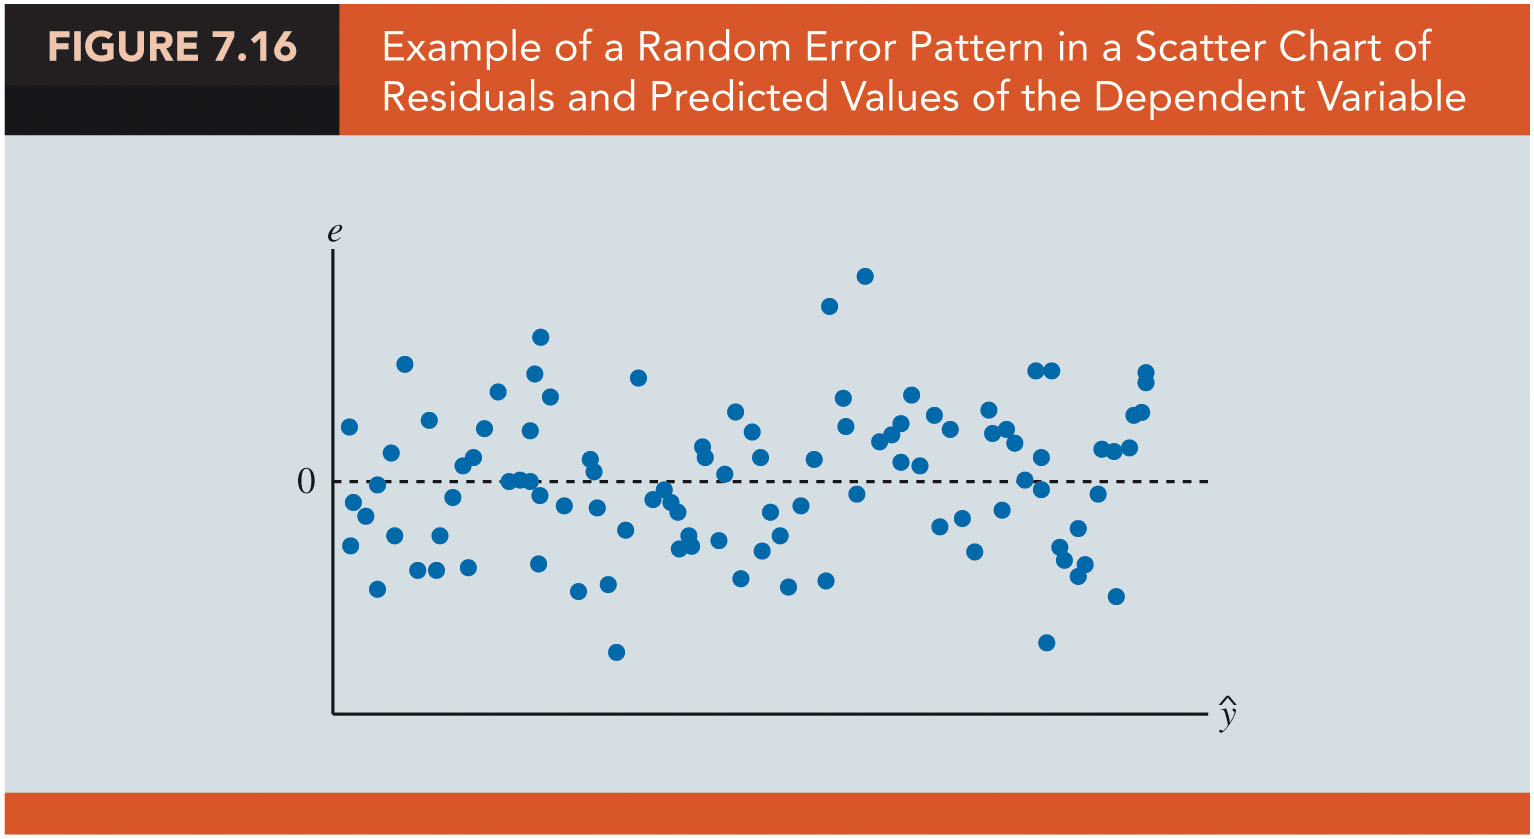 FIGURE 7.16
Example of a Random Error Pattern in a Scatter Chart of
Residuals and Predicted Values of the Dependent Variable
e
0
ŷ